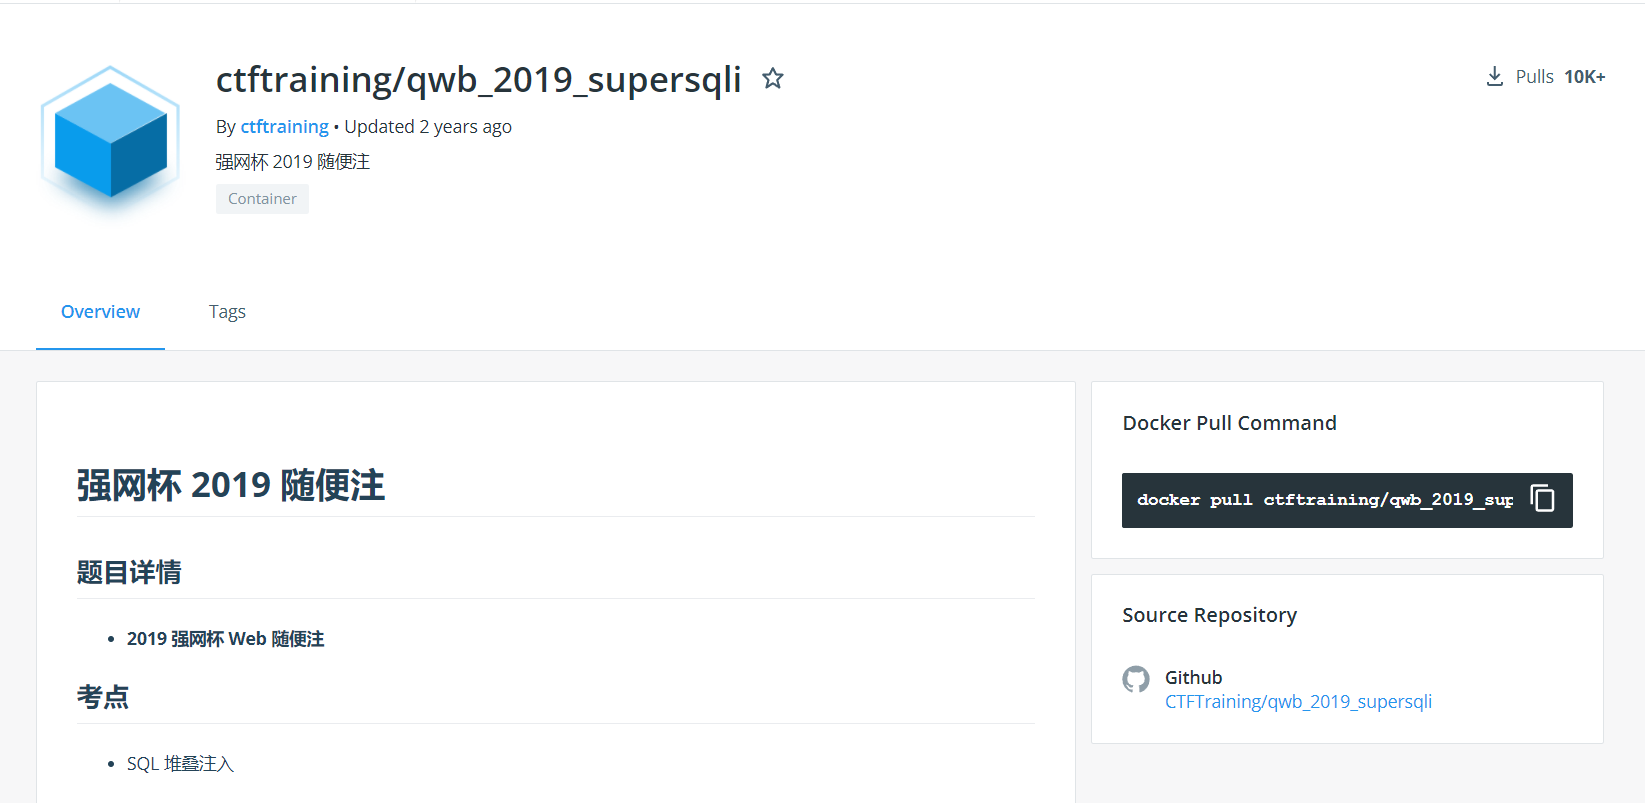 ctftraining/qwb_2019_supersqli
Pulls 10K+
By ctftraining • Updated 2 years ago
强网杯 2019 随便注
Container
Overview
Tags
强网杯 2019 随便注
题目详情
• 2019 强网杯 Web 随便注
考点
• SQL 堆叠注入
Docker Pull Command
docker pull ctftraining/qwb_2019_sup
Source Repository
Github
CTFTraining/qwb_2019_supersqli